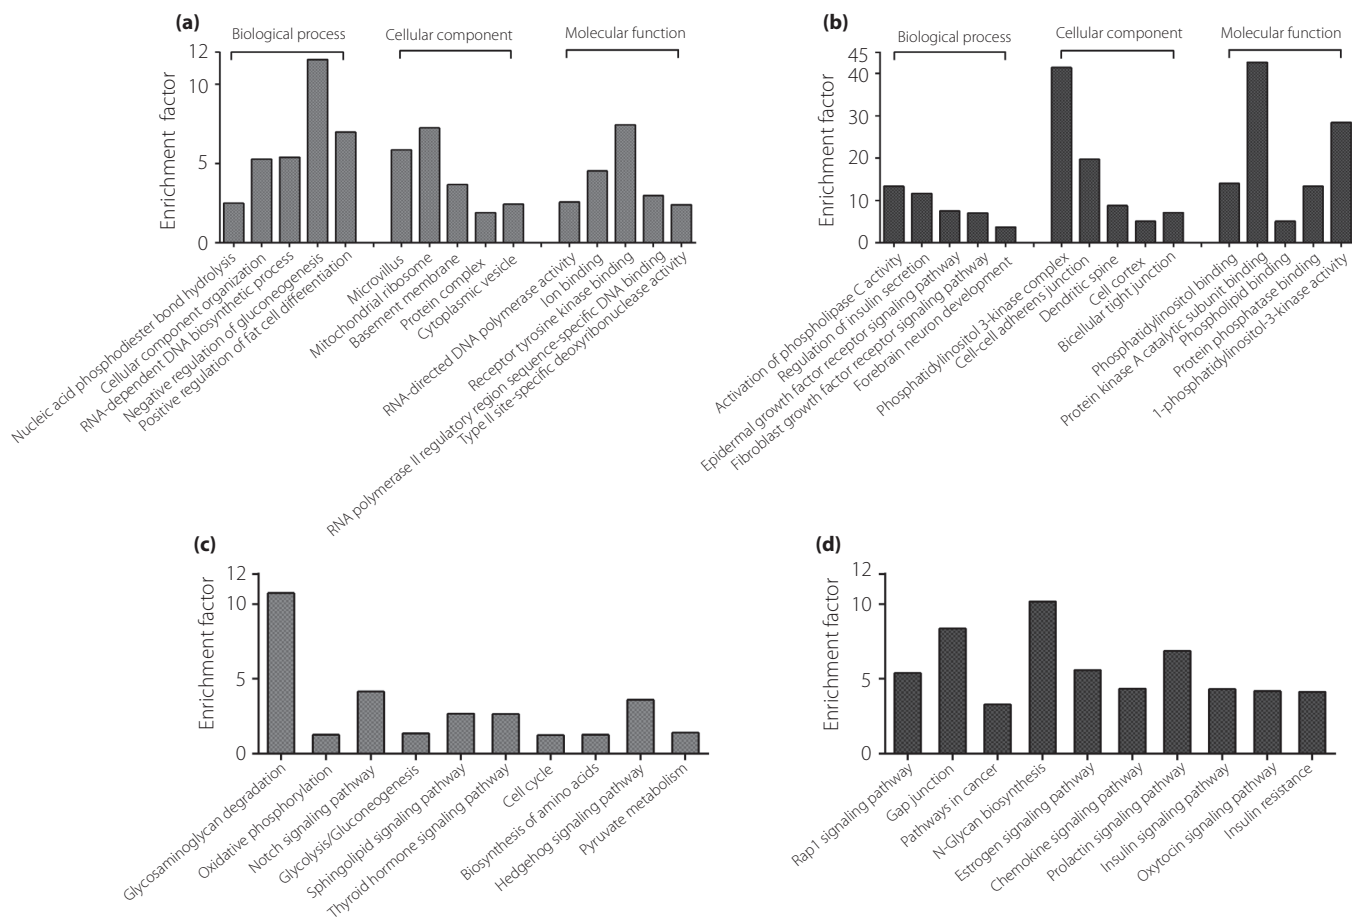 (a)
Biological process
Cellular component
Molecular function
Enrichment factor
12
10
5
0
Nucleic acid phosphodiester bond hydrolysis
Cellular component organization
RNA-dependent DNA biosynthetic process
Negative regulation of gluconeogenesis
Positive regulation of fat cell differentiation
Microvillus
Mitochondrial ribosome
Basement membrane
Protein complex
Cytoplasmic vesicle
RNA-directed DNA polymerase activity
Ion binding
Receptor tyrosine kinase binding
RNA polymerase II regulatory region sequence-specific DNA binding
Type II site-specific deoxyribonuclease activity
(b)
Biological process
Cellular component
Molecular function
Enrichment factor
45
40
30
20
10
0
Activation of phospholipase C activity
Regulation of insulin secretion
Epidermal growth factor receptor signaling pathway
Fibroblast growth factor receptor signaling pathway
Forebrain neuron development
Phosphatidylinositol 3-kinase complex
Cell-cell adherens junction
Dendritic spine
Cell cortex
Bicellular tight junction
Phosphatidylinositol binding
Protein kinase A catalytic subunit binding
Phospholipid binding
Protein phosphatase binding
1-phosphatidylinositol-3-kinase activity
(c)
Enrichment factor
12
10
5
0
Glycosaminoglycan degradation
Oxidative phosphorylation
Notch signaling pathway
Glycolysis/Gluconeogenesis
Sphingolipid signaling pathway
Thyroid hormone signaling pathway
Cell cycle
Biosynthesis of amino acids
Hedgehog signaling pathway
Pyruvate metabolism
(d)
Enrichment factor
12
10
5
0
Rap1 signaling pathway
Gap junction
Pathways in cancer
N-Glycan biosynthesis
Estrogen signaling pathway
Chemokine signaling pathway
Prolactin signaling pathway
Insulin signaling pathway
Oxytocin signaling pathway
Insulin resistance